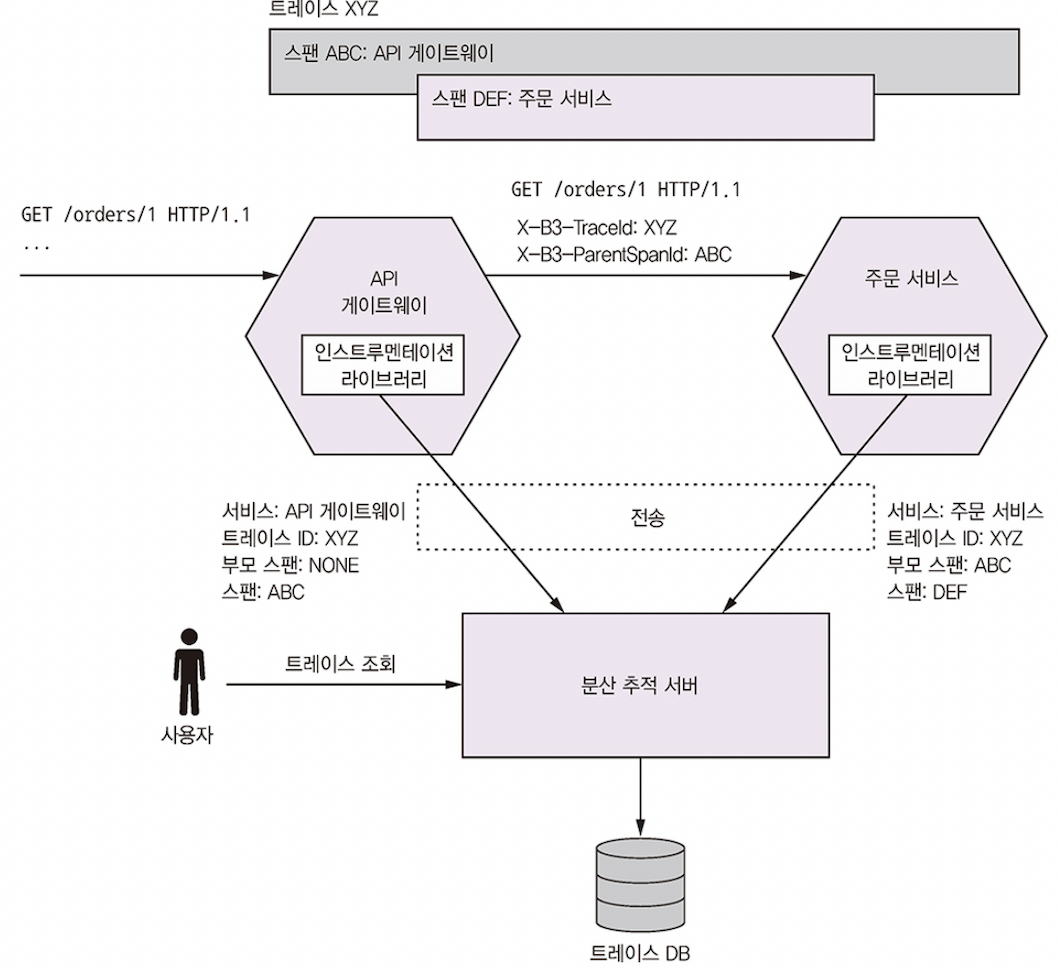 트레이스 XYZ
스팬 ABC: API 게이트웨이
스팬 DEF: 주문 서비스
GET /orders/1 HTTP/1.1
...
GET /orders/1 HTTP/1.1
X-B3-TraceId: XYZ
X-B3-ParentSpanId: ABC
API
게이트웨이
인스트루멘테이션
라이브러리
주문 서비스
인스트루멘테이션
라이브러리
서비스: API 게이트웨이
트레이스 ID: XYZ
부모 스팬: NONE
스팬: ABC
전송
서비스: 주문 서비스
트레이스 ID: XYZ
부모 스팬: ABC
스팬: DEF
사용자
트레이스 조회
분산 추적 서버
트레이스 DB